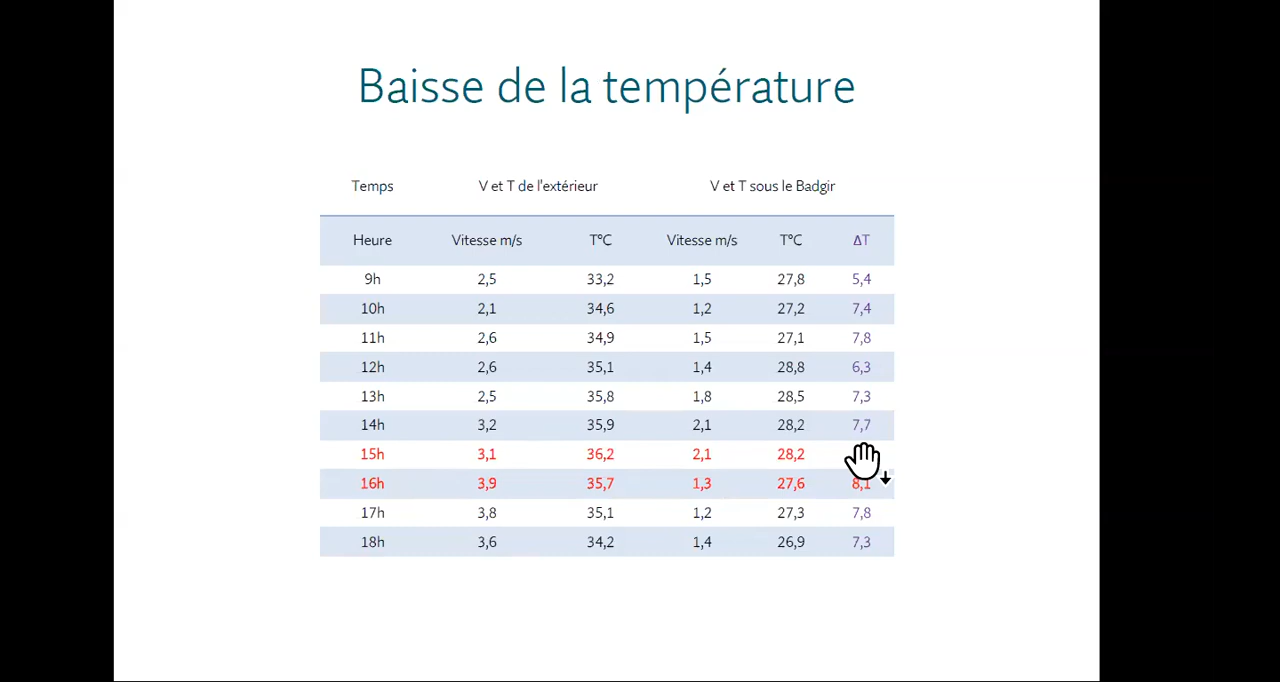 Baisse de la température
Temps V et T de l'extérieur V et T sous le Badgir
Heure Vitesse m/s T°C Vitesse m/s T°C ΔT
9h 2,5 33,2 1,5 27,8 5,4
10h 2,1 34,6 1,2 27,2 7,4
11h 2,6 34,9 1,5 27,1 7,8
12h 2,6 35,1 1,4 28,8 6,3
13h 2,5 35,8 1,8 28,5 7,3
14h 3,2 35,9 2,1 28,2 7,7
15h 3,1 36,2 2,1 28,2
16h 3,9 35,7 1,3 27,6 8,1
17h 3,8 35,1 1,2 27,3 7,8
18h 3,6 34,2 1,4 26,9 7,3